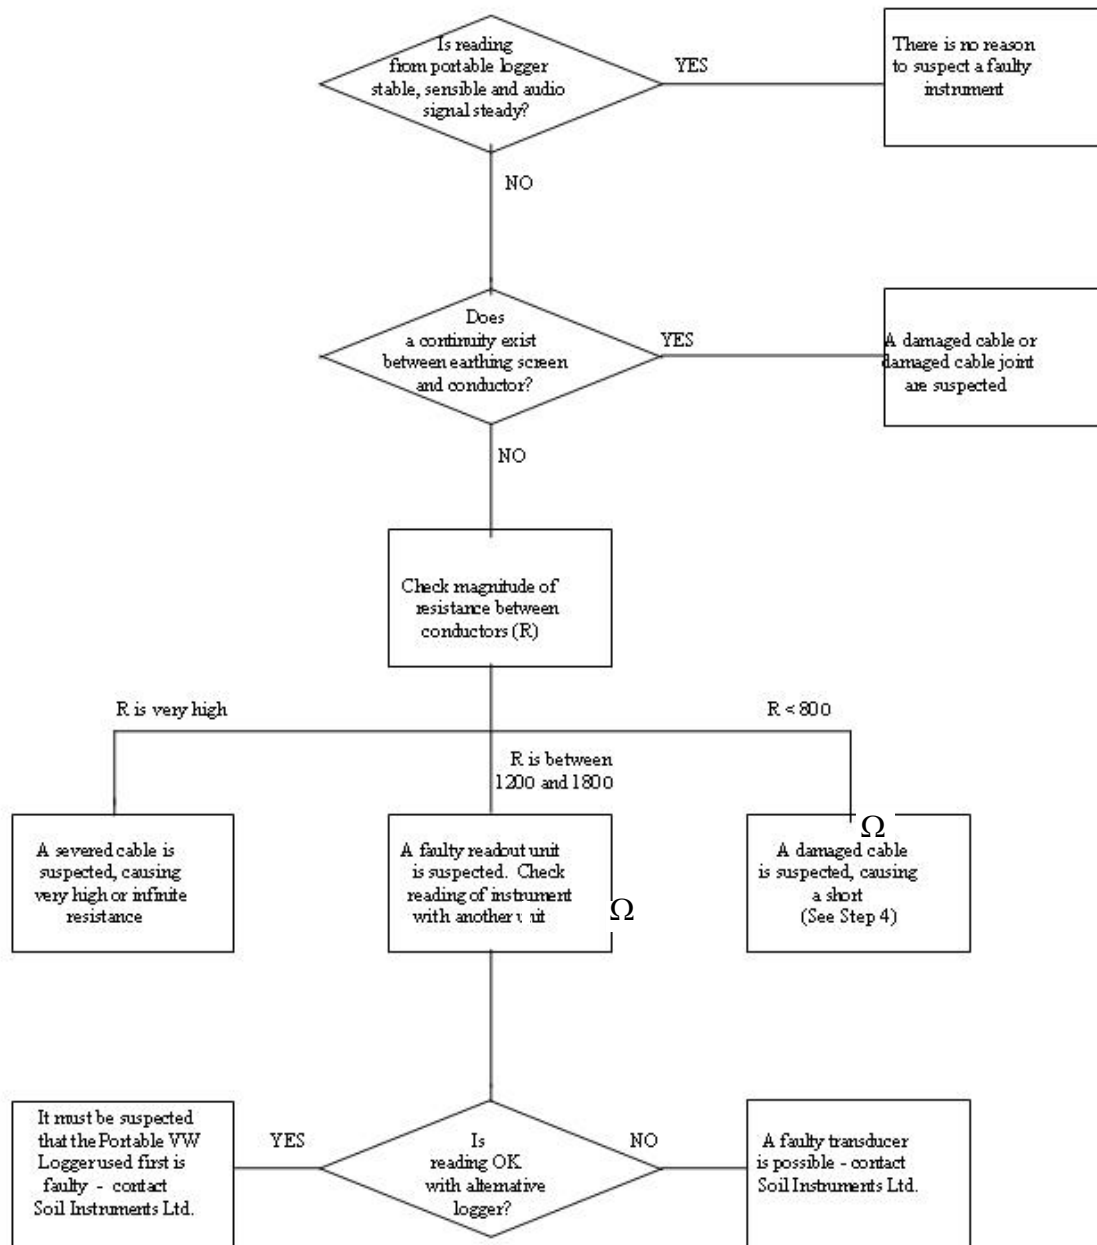 Is reading
from portable logger
stable, sensible and audio
signal steady?
YES
There is no reason
to suspect a faulty
instrument
NO
Does
a continuity exist
between earthing screen
and conductor?
YES
A damaged cable or
damaged cable joint
are suspected
NO
Check magnitude of
resistance between
conductors (R)
R is very high
R < 800
R is between
1200 and 1800
A severed cable is
suspected, causing
very high or infinite
resistance
A faulty readout unit
is suspected. Check
reading of instrument
with another
Ω
Ω
A damaged cable
is suspected, causing
a short
(See Step 4)
It must be suspected
that the Portable VW
Logger used first is
faulty - contact
Soil Instruments Ltd.
YES
Is
reading OK
with alternative
logger?
NO
A faulty transducer
is possible - contact
Soil Instruments Ltd.